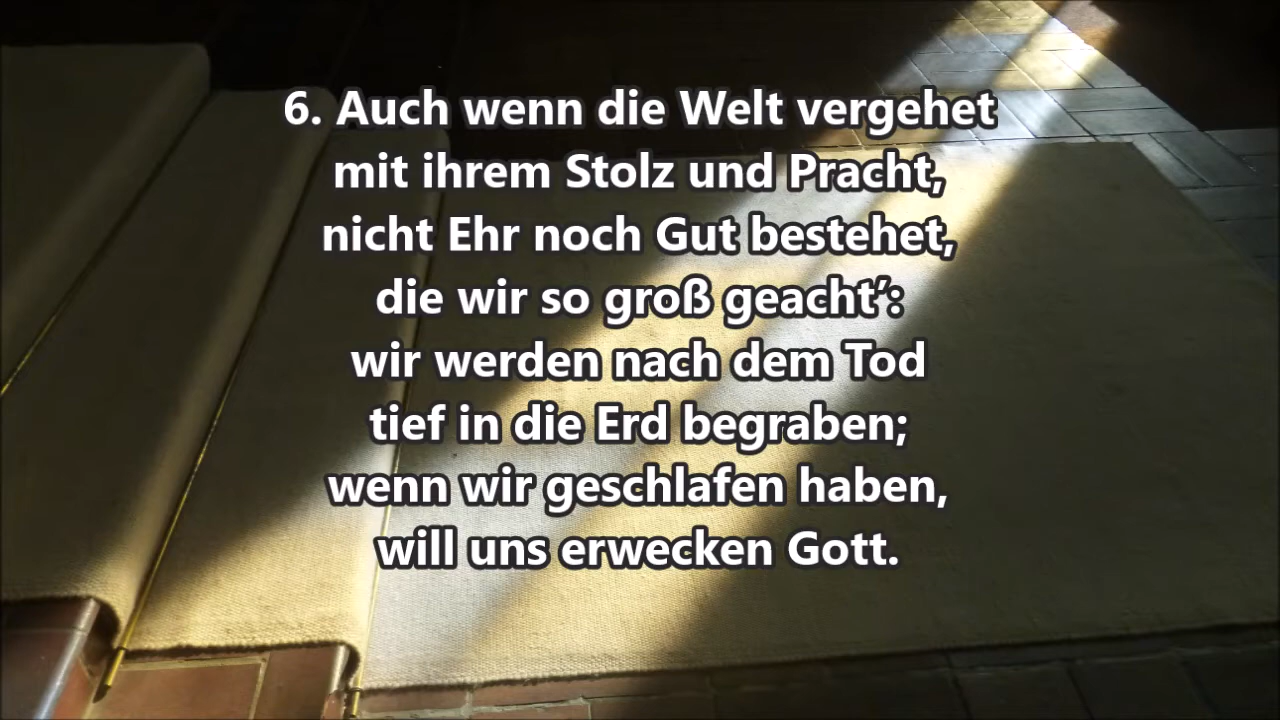 6. Auch wenn die Welt vergehet
mit ihrem Stolz und Pracht,
nicht Ehr noch Gut bestehet,
die wir so groß geacht’:
wir werden nach dem Tod
tief in die Erd begraben;
wenn wir geschlafen haben,
will uns erwecken Gott.